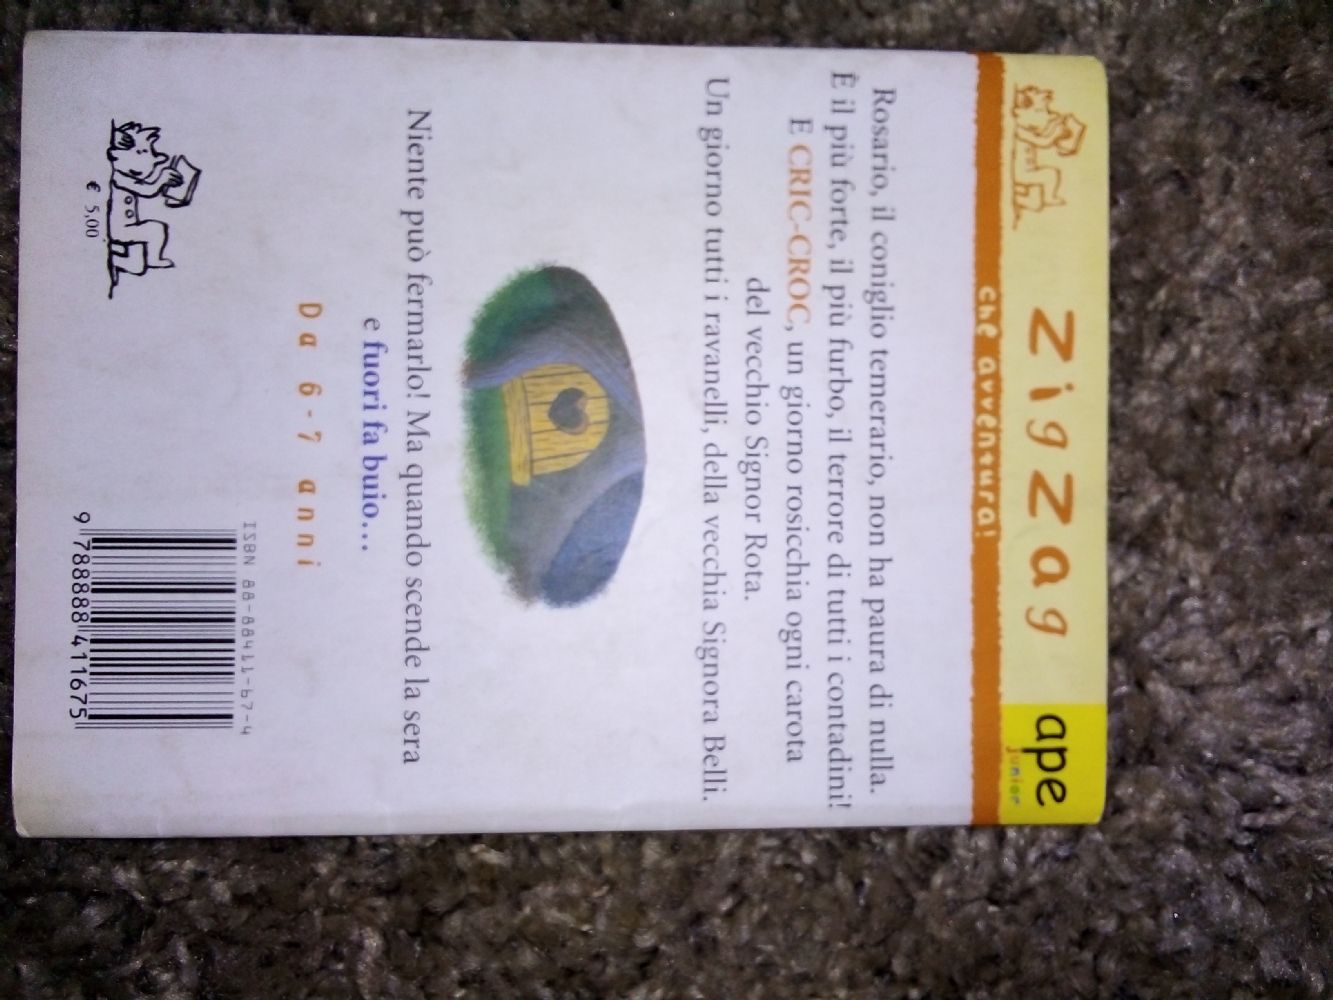 zigzag
ape
junior
che avventura!
Rosario, il coniglio temerario, non ha paura di nulla.
È il più forte, il più furbo, il terrore di tutti i contadini!
E CRIC-CROC, un giorno rosicchia ogni carota
del vecchio Signor Rota.
Un giorno tutti i ravanelli, della vecchia Signora Belli.
Niente può fermarlo! Ma quando scende la sera
e fuori fa buio...
Da 6-7 anni
ISBN 88-88411-67-4
€ 5,00
9 788888 411675